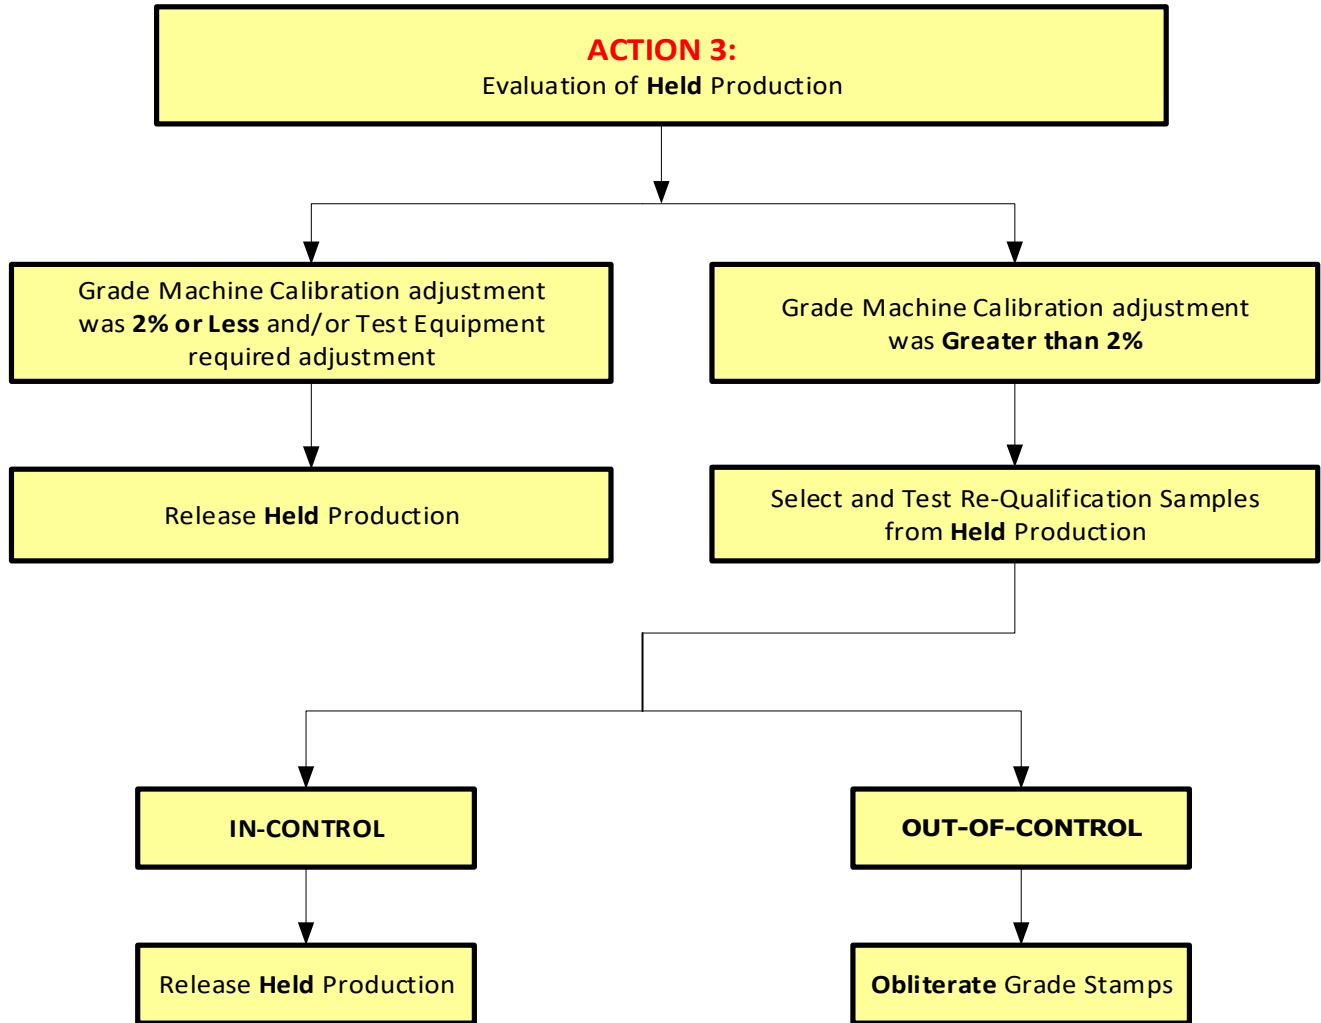 ACTION 3:
Evaluation of Held Production
Grade Machine Calibration adjustment
was 2% or Less and/or Test Equipment
required adjustment
Grade Machine Calibration adjustment
was Greater than 2%
Release Held Production
Select and Test Re-Qualification Samples
from Held Production
IN-CONTROL
OUT-OF-CONTROL
Release Held Production
Obliterate Grade Stamps